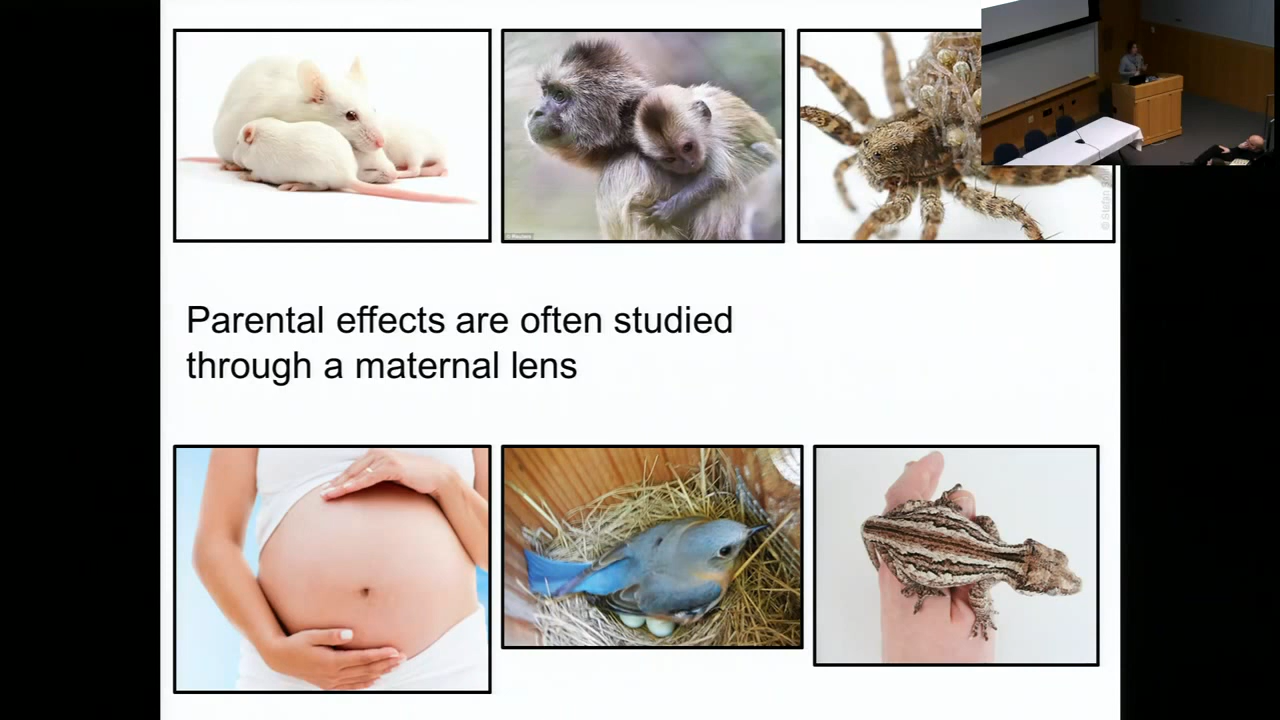 Parental effects are often studied
through a maternal lens